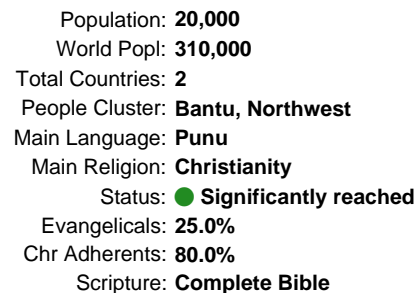 Population: 20,000
World Popl: 310,000
Total Countries: 2
People Cluster: Bantu, Northwest
Main Language: Punu
Main Religion: Christianity
Status: Significantly reached
Evangelicals: 25.0%
Chr Adherents: 80.0%
Scripture: Complete Bible